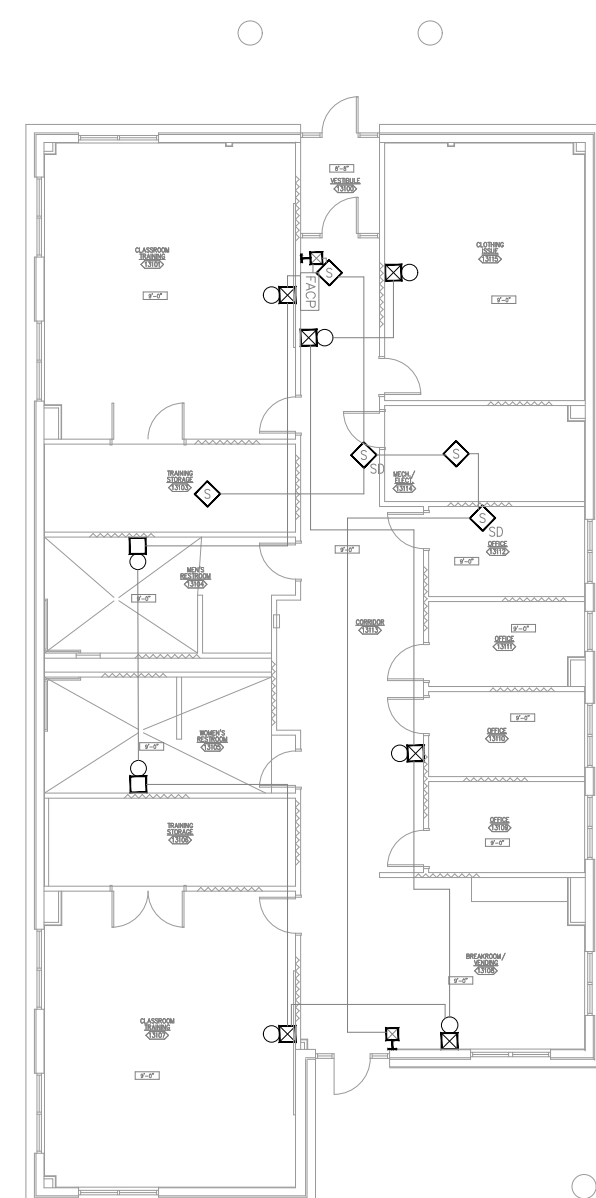 8'-6"
VESTIBULE
13100
CLASSROOM
TRAINING
13101
9'-0"
CLOTHING
ISSUE
13115
9'-0"
S
FACP
S
SD
S
MECH./
ELECT.
13114
TRAINING
STORAGE
13103
S
S
SD
OFFICE
13112
9'-0"
9'-0"
MEN'S
RESTROOM
13104
9'-0"
CORRIDOR
13113
9'-0"
OFFICE
13111
9'-0"
OFFICE
13110
WOMEN'S
RESTROOM
13105
9'-0"
TRAINING
STORAGE
13106
OFFICE
13109
9'-0"
BREAKROOM/
VENDING
13108
9'-0"
CLASSROOM
TRAINING
13107
9'-0"